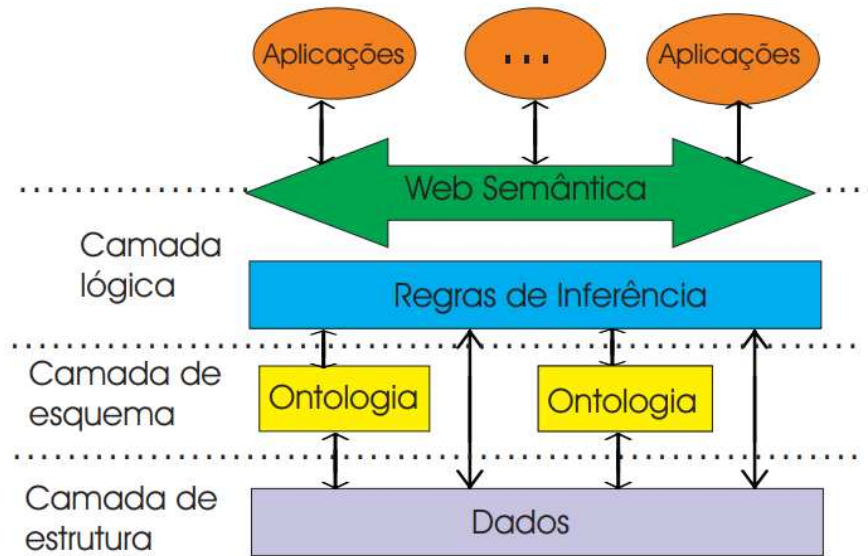 Aplicações
...
Aplicações
Web Semântica
Camada
lógica
Regras de Inferência
Camada de
esquema
Ontologia
Ontologia
Camada de
estrutura
Dados